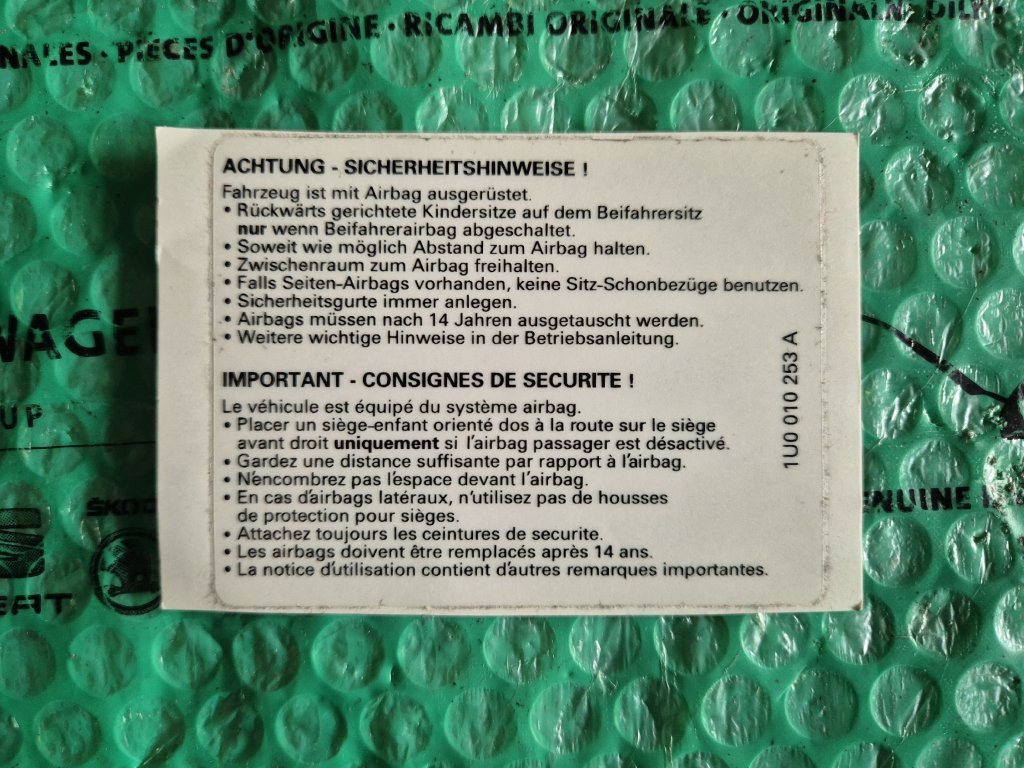 NALES · PIÈCES D'ORIGINE · RICAMBI ORIGINALE · ORIGINALN DILY
ACHTUNG - SICHERHEITSHINWEISE !
Fahrzeug ist mit Airbag ausgerüstet.
• Rückwärts gerichtete Kindersitze auf dem Beifahrersitz
nur wenn Beifahrerairbag abgeschaltet.
• Soweit wie möglich Abstand zum Airbag halten.
• Zwischenraum zum Airbag freihalten.
• Falls Seiten-Airbags vorhanden, keine Sitz-Schonbezüge benutzen.
• Sicherheitsgurte immer anlegen.
• Airbags müssen nach 14 Jahren ausgetauscht werden.
• Weitere wichtige Hinweise in der Betriebsanleitung.
IMPORTANT - CONSIGNES DE SECURITE !
Le véhicule est équipé du système airbag.
• Placer un siège-enfant orienté dos à la route sur le siège
avant droit uniquement si l'airbag passager est désactivé.
• Gardez une distance suffisante par rapport à l'airbag.
• N'encombrez pas l'espace devant l'airbag.
• En cas d'airbags latéraux, n'utilisez pas de housses
de protection pour sièges.
• Attachez toujours les ceintures de securite.
• Les airbags doivent être remplacés après 14 ans.
• La notice d'utilisation contient d'autres remarques importantes.
1U0 010 253 A
WAGE
UP
ŠKOD
EAT
NUINE